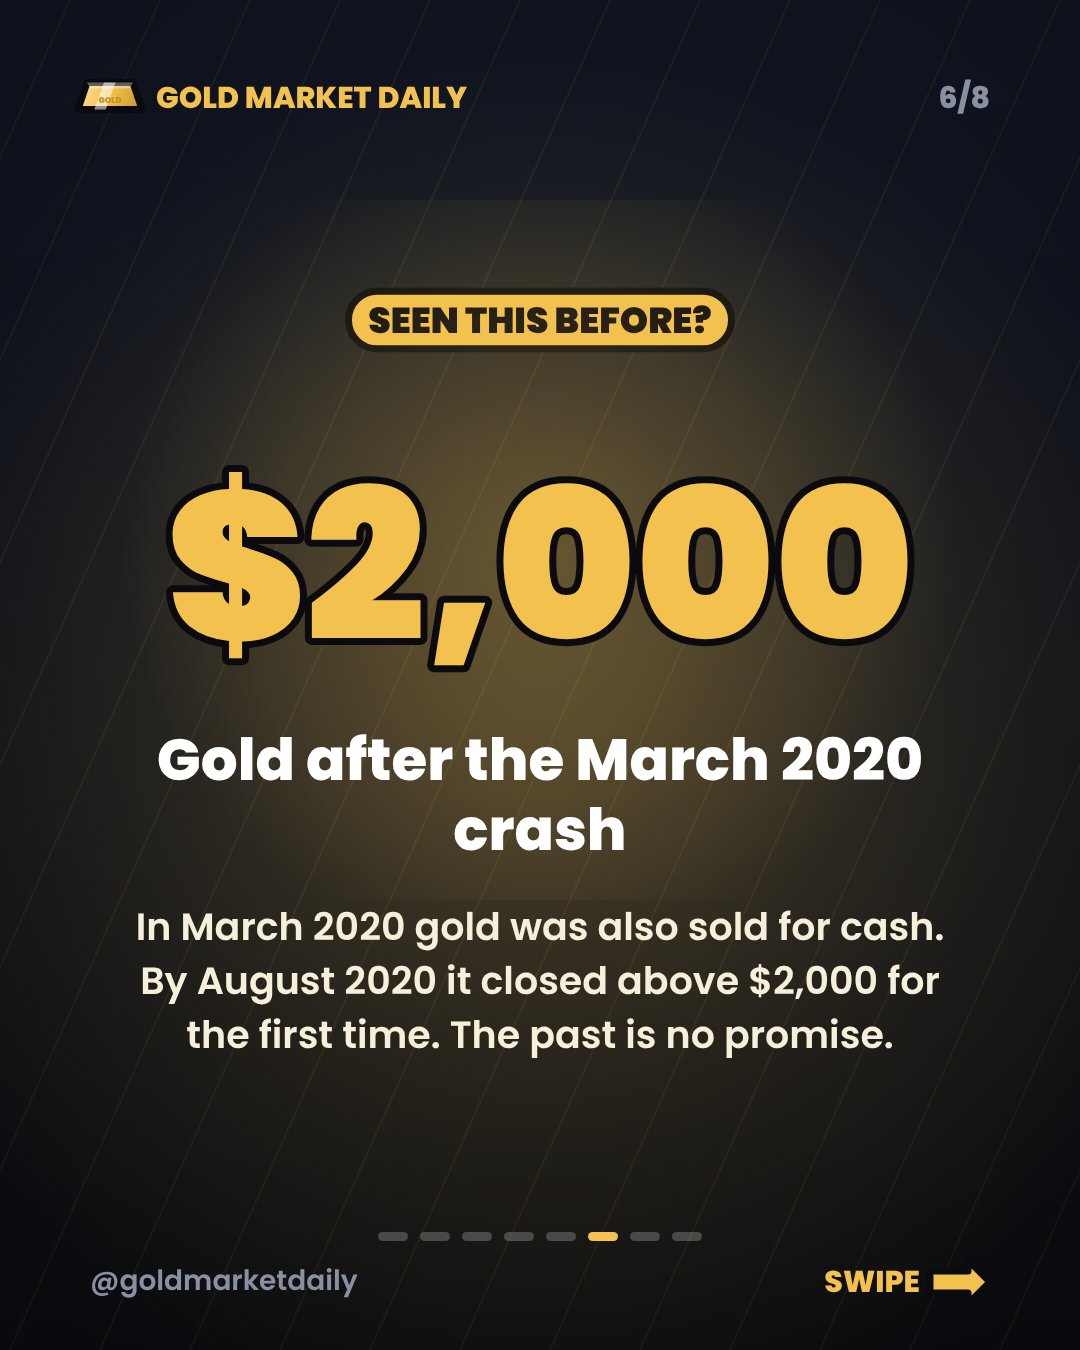 GOLD
GOLD MARKET DAILY
6/8
SEEN THIS BEFORE?
$2,000
Gold after the March 2020
crash
In March 2020 gold was also sold for cash.
By August 2020 it closed above $2,000 for
the first time. The past is no promise.
@goldmarketdaily
SWIPE